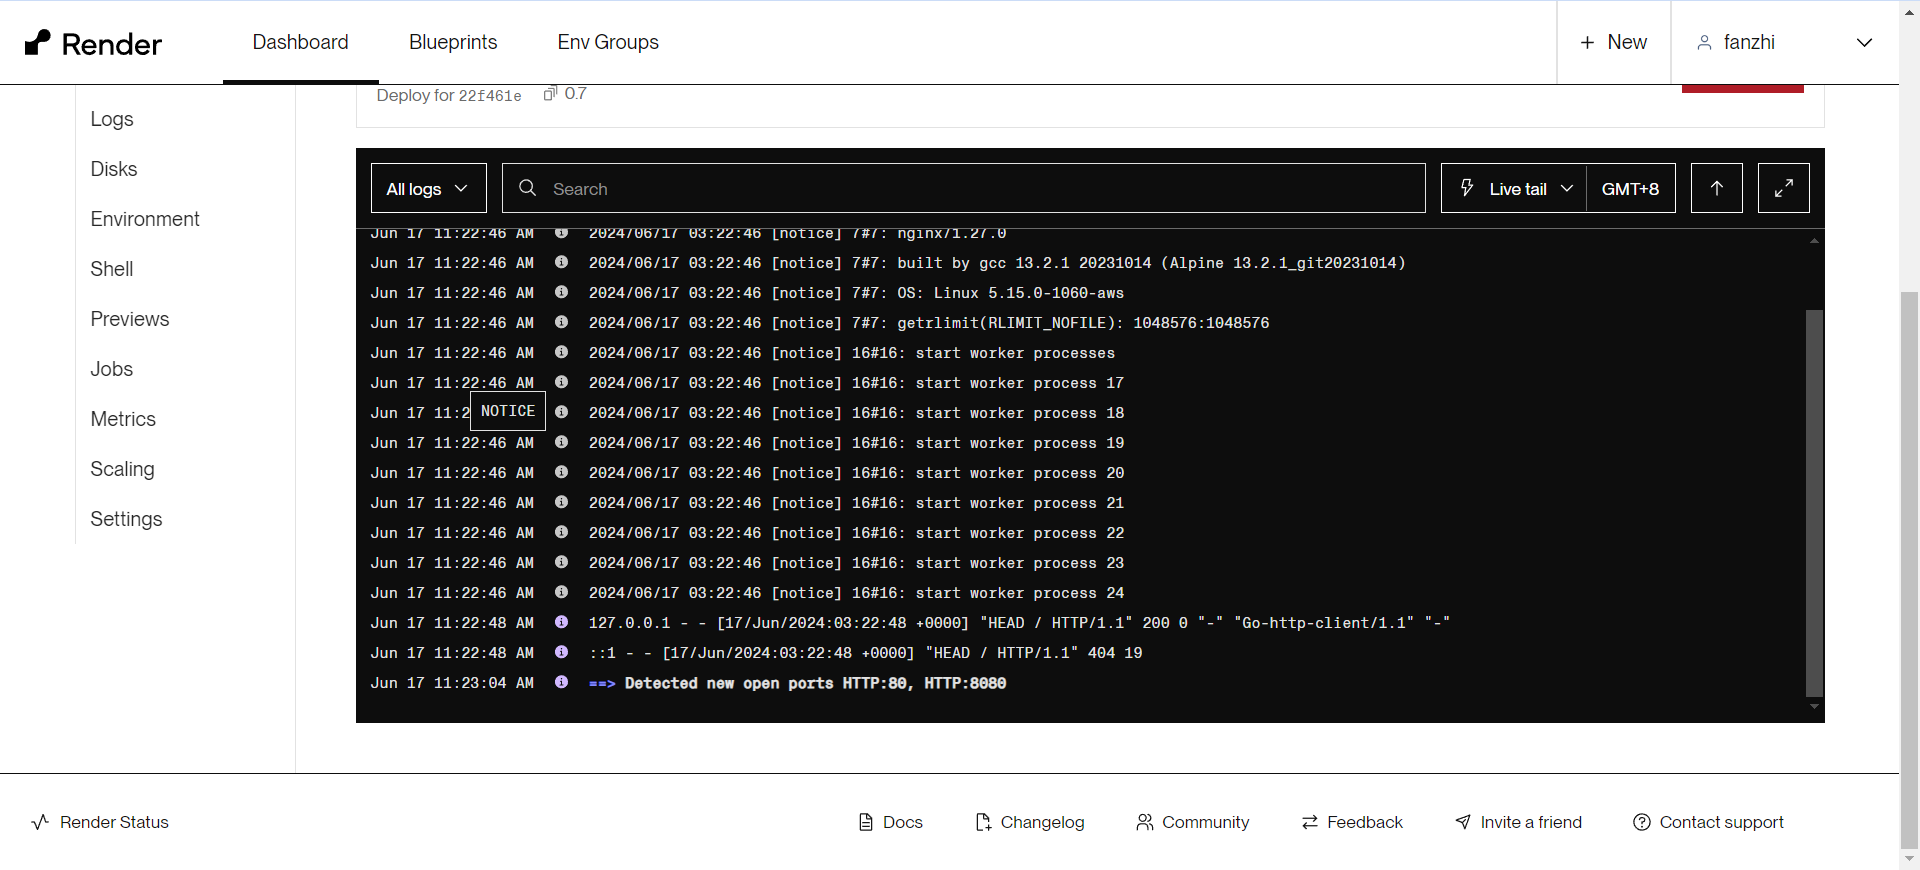 Render
Dashboard
Blueprints
Env Groups
+ New
fanzhi
Deploy for 22f461e
0.7
Logs
Disks
Environment
Shell
Previews
Jobs
Metrics
Scaling
Settings
All logs
Search
Live tail
GMT+8
Jun 17 11:22:46 AM 2024/06/17 03:22:46 [notice] 7#7: nginx/1.27.0
Jun 17 11:22:46 AM 2024/06/17 03:22:46 [notice] 7#7: built by gcc 13.2.1 20231014 (Alpine 13.2.1_git20231014)
Jun 17 11:22:46 AM 2024/06/17 03:22:46 [notice] 7#7: OS: Linux 5.15.0-1060-aws
Jun 17 11:22:46 AM 2024/06/17 03:22:46 [notice] 7#7: getrlimit(RLIMIT_NOFILE): 1048576:1048576
Jun 17 11:22:46 AM 2024/06/17 03:22:46 [notice] 16#16: start worker processes
Jun 17 11:22:46 AM 2024/06/17 03:22:46 [notice] 16#16: start worker process 17
Jun 17 11:2 NOTICE 2024/06/17 03:22:46 [notice] 16#16: start worker process 18
Jun 17 11:22:46 AM 2024/06/17 03:22:46 [notice] 16#16: start worker process 19
Jun 17 11:22:46 AM 2024/06/17 03:22:46 [notice] 16#16: start worker process 20
Jun 17 11:22:46 AM 2024/06/17 03:22:46 [notice] 16#16: start worker process 21
Jun 17 11:22:46 AM 2024/06/17 03:22:46 [notice] 16#16: start worker process 22
Jun 17 11:22:46 AM 2024/06/17 03:22:46 [notice] 16#16: start worker process 23
Jun 17 11:22:46 AM 2024/06/17 03:22:46 [notice] 16#16: start worker process 24
Jun 17 11:22:48 AM 127.0.0.1 - - [17/Jun/2024:03:22:48 +0000] "HEAD / HTTP/1.1" 200 0 "-" "Go-http-client/1.1" "-"
Jun 17 11:22:48 AM ::1 - - [17/Jun/2024:03:22:48 +0000] "HEAD / HTTP/1.1" 404 19
Jun 17 11:23:04 AM ==> Detected new open ports HTTP:80, HTTP:8080
Render Status
Docs
Changelog
Community
Feedback
Invite a friend
Contact support